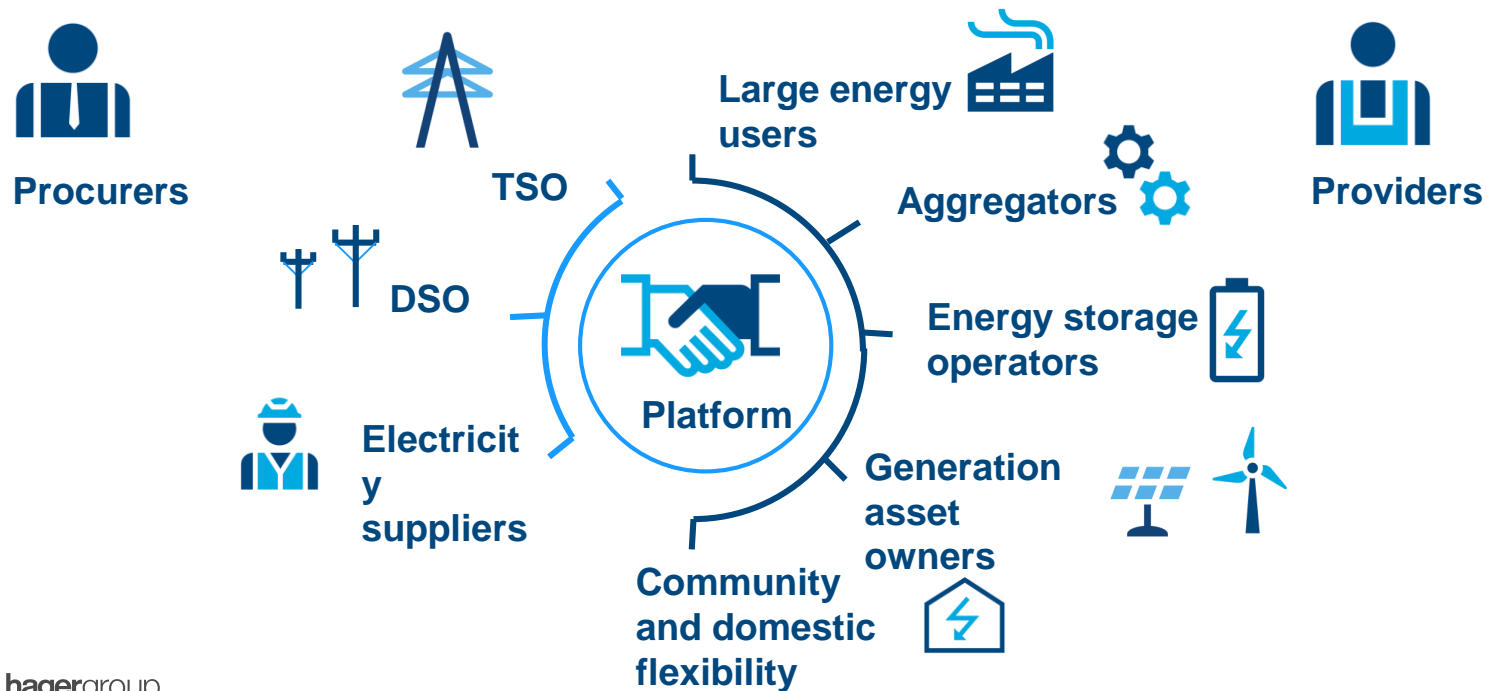 Procurers
TSO
DSO
Electricit
y
suppliers
Platform
Large energy
users
Aggregators
Energy storage
operators
Generation
asset
owners
Community
and domestic
flexibility
Providers
hagergroup